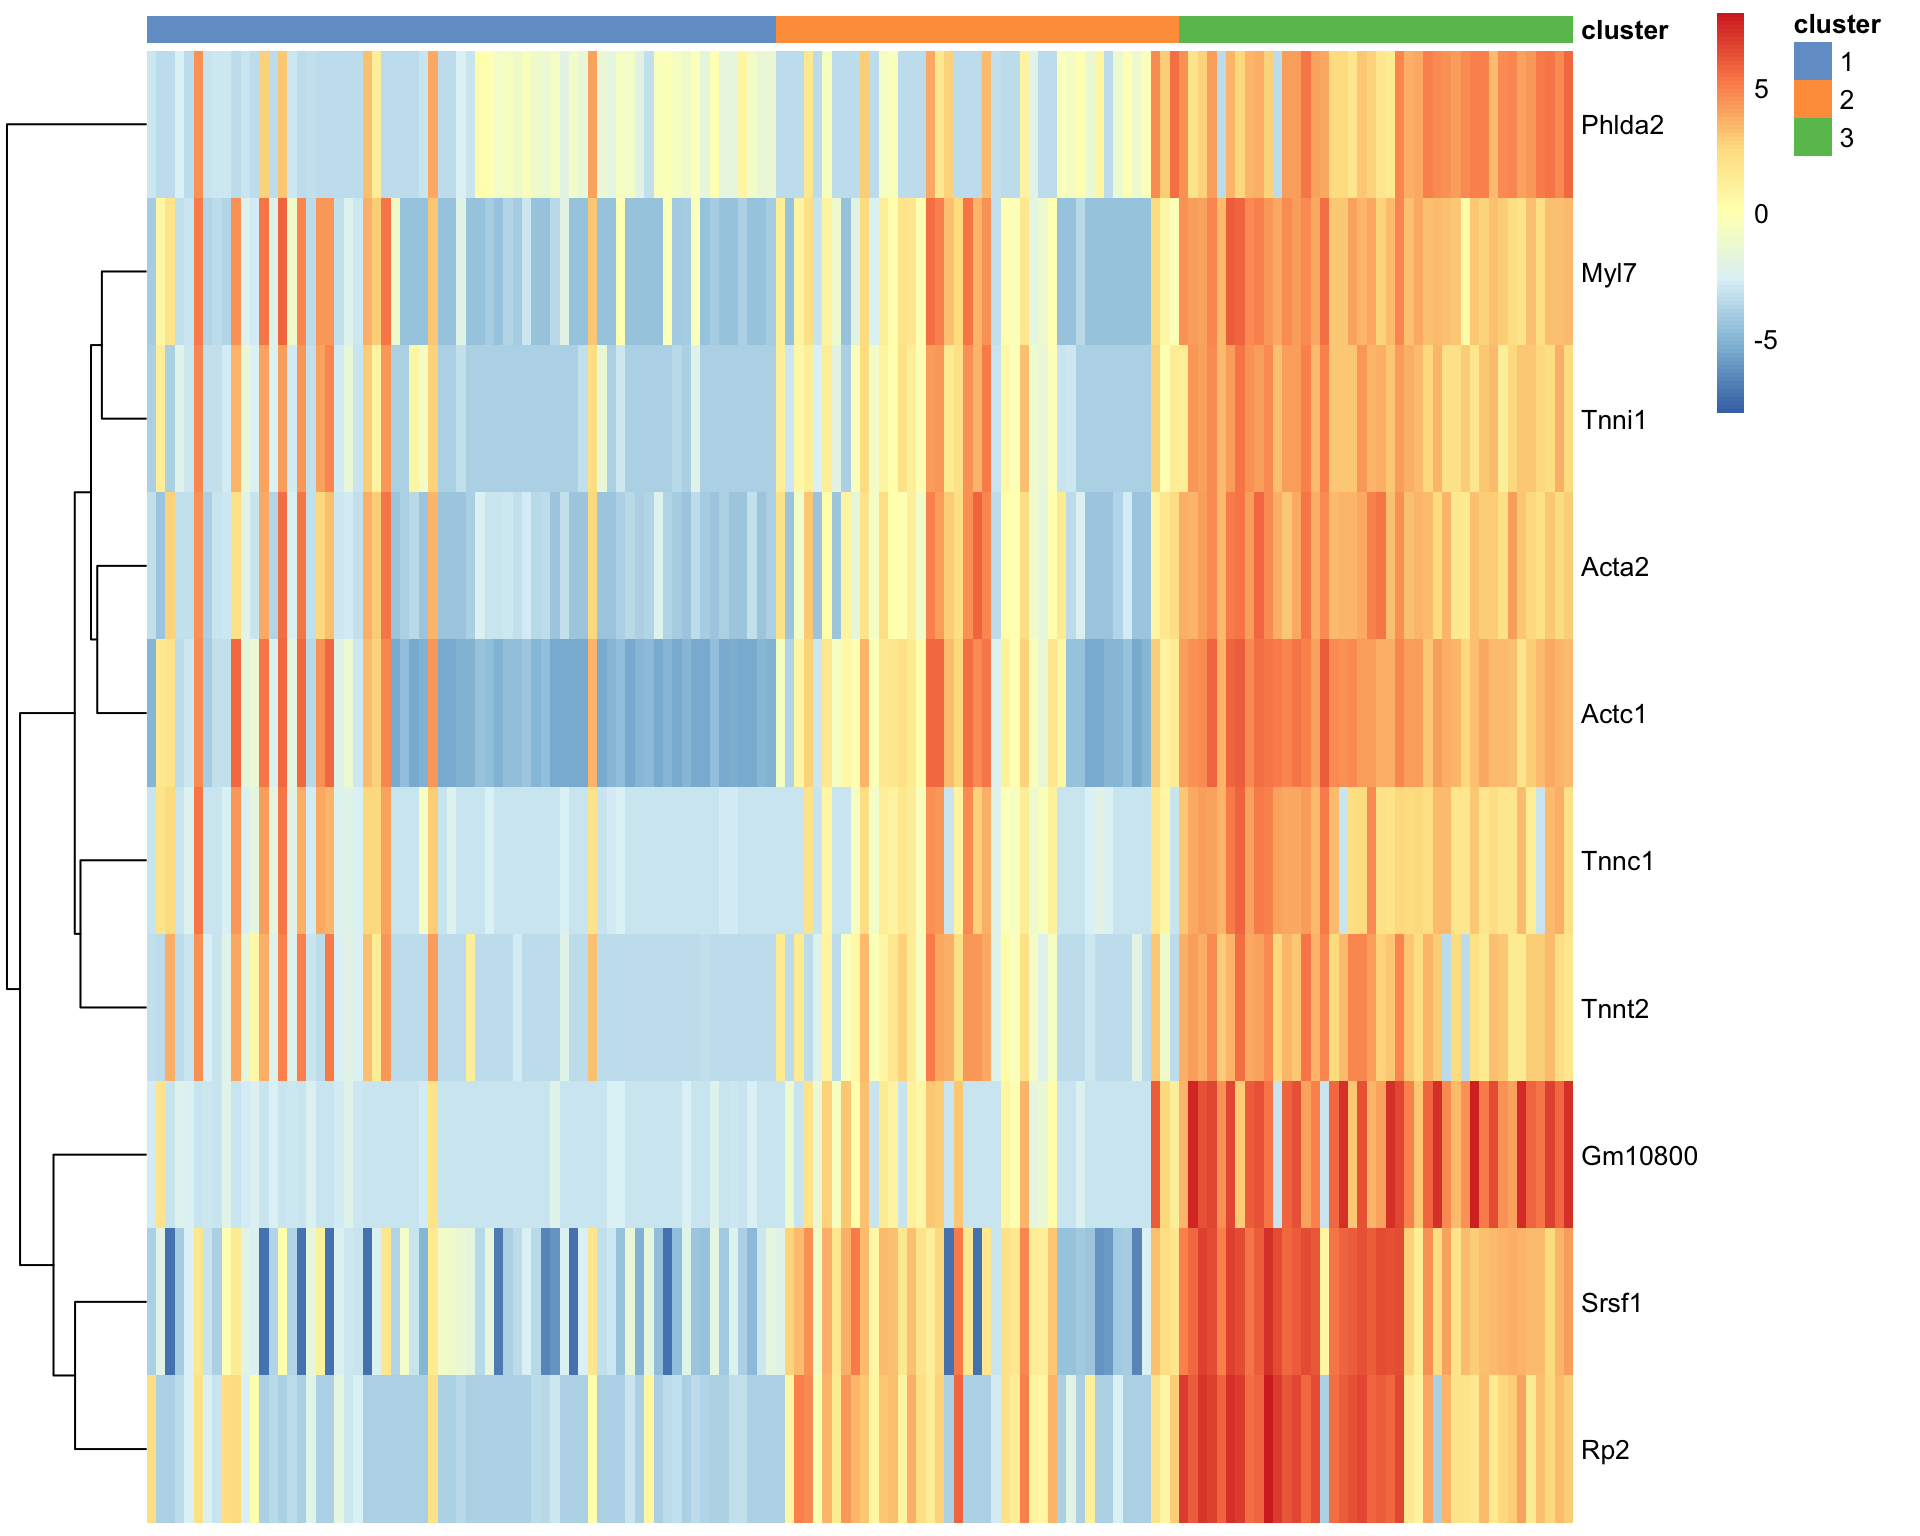 cluster
Phlda2
Myl7
Tnni1
Acta2
Actc1
Tnnc1
Tnnt2
Gm10800
Srsf1
Rp2
5
0
-5
cluster
1
2
3